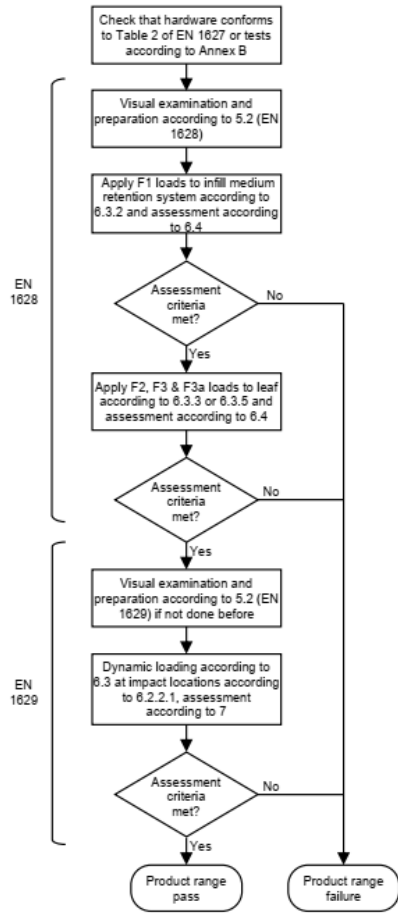 Check that hardware conforms
to Table 2 of EN 1627 or tests
according to Annex B
Visual examination and
preparation according to 5.2 (EN
1628)
Apply F1 loads to infill medium
retention system according to
6.3.2 and assessment according
to 6.4
EN
1628
Assessment
criteria
met?
No
Yes
Apply F2, F3 & F3a loads to leaf
according to 6.3.3 or 6.3.5 and
assessment according to 6.4
Assessment
criteria
met?
No
Yes
Visual examination and
preparation according to 5.2 (EN
1629) if not done before
EN
1629
Dynamic loading according to
6.3 at impact locations according
to 6.2.2.1, assessment
according to 7
Assessment
criteria
met?
No
Yes
Product range
pass
Product range
failure